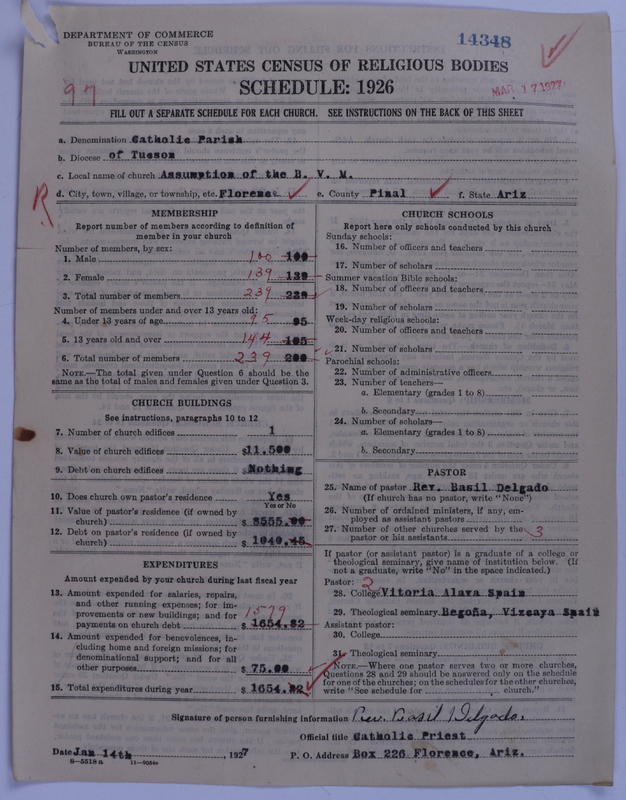 DEPARTMENT OF COMMERCE
BUREAU OF THE CENSUS
WASHINGTON
14348
UNITED STATES CENSUS OF RELIGIOUS BODIES
SCHEDULE: 1926
97
MAR 17 1927
FILL OUT A SEPARATE SCHEDULE FOR EACH CHURCH. SEE INSTRUCTIONS ON THE BACK OF THIS SHEET
a. Denomination Catholic Parish
b. Diocese of Tucson
c. Local name of church Assumption of the B. V. M.
d. City, town, village, or township, etc. Florence e. County Pinal f. State Ariz
R
MEMBERSHIP
Report number of members according to definition of
member in your church
Number of members, by sex:
1. Male 100 100
2. Female 139 139
3. Total number of members 239 239
Number of members under and over 13 years old:
4. Under 13 years of age 95 95
5. 13 years old and over 144 105
6. Total number of members 239 200
NOTE.—The total given under Question 6 should be the
same as the total of males and females given under Question 3.
CHURCH BUILDINGS
See instructions, paragraphs 10 to 12
7. Number of church edifices 1
8. Value of church edifices $11.500
9. Debt on church edifices $Nothing
10. Does church own pastor's residence Yes
Yes or No
11. Value of pastor's residence (if owned by
church) $ 8555.00
12. Debt on pastor's residence (if owned by
church) $ 1040.45
EXPENDITURES
Amount expended by your church during last fiscal year
13. Amount expended for salaries, repairs,
and other running expenses; for im-
provements or new buildings; and for
payments on church debt 1579 $ 1654.82
14. Amount expended for benevolences, in-
cluding home and foreign missions; for
denominational support; and for all
other purposes $ 75.00
15. Total expenditures during year $ 1654.82
CHURCH SCHOOLS
Report here only schools conducted by this church
Sunday schools:
16. Number of officers and teachers
17. Number of scholars
Summer vacation Bible schools:
18. Number of officers and teachers
19. Number of scholars
Week-day religious schools:
20. Number of officers and teachers
21. Number of scholars
Parochial schools:
22. Number of administrative officers
23. Number of teachers—
a. Elementary (grades 1 to 8)
b. Secondary
24. Number of scholars—
a. Elementary (grades 1 to 8)
b. Secondary
PASTOR
25. Name of pastor Rev. Basil Delgado
(If church has no pastor, write "None")
26. Number of ordained ministers, if any, em-
ployed as assistant pastors
27. Number of other churches served by the
pastor or his assistants 3
If pastor (or assistant pastor) is a graduate of a college or
theological seminary, give name of institution below. (If
not a graduate, write "No" in the space indicated.)
Pastor: 2
28. College Vitoria Alava Spain
29. Theological seminary Begoña, Vizcaya Spain
Assistant pastor:
30. College
31. Theological seminary
NOTE.—Where one pastor serves two or more churches,
Questions 28 and 29 should be answered only on the schedule
for one of the churches; on the schedules for the other churches,
write "See schedule for church."
Signature of person furnishing information Rev. Basil Delgado.
Official title Catholic Priest
Date Jan 14th, 1927 P. O. Address Box 226 Florence, Ariz.
8—5518 a